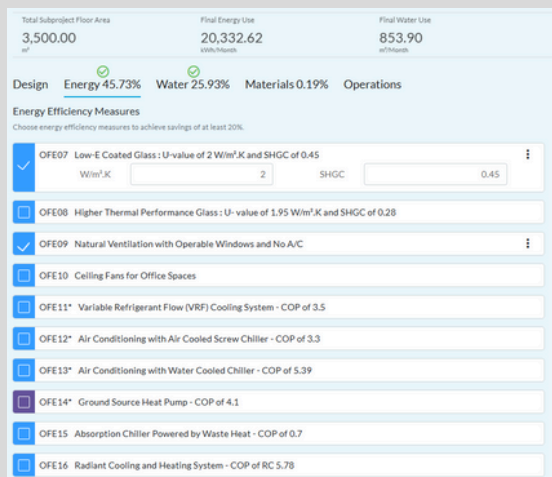 Total Subproject Floor Area Final Energy Use Final Water Use
3,500.00 20,332.62 853.90
m² kWh/Month m³/Month
Design Energy 45.73% Water 25.93% Materials 0.19% Operations
Energy Efficiency Measures
Choose energy efficiency measures to achieve savings of at least 20%.
OFE07 Low-E Coated Glass : U-value of 2 W/m².K and SHGC of 0.45
W/m².K 2 SHGC 0.45
OFE08 Higher Thermal Performance Glass : U- value of 1.95 W/m².K and SHGC of 0.28
OFE09 Natural Ventilation with Operable Windows and No A/C
OFE10 Ceiling Fans for Office Spaces
OFE11* Variable Refrigerant Flow (VRF) Cooling System - COP of 3.5
OFE12* Air Conditioning with Air Cooled Screw Chiller - COP of 3.3
OFE13* Air Conditioning with Water Cooled Chiller - COP of 5.39
OFE14* Ground Source Heat Pump - COP of 4.1
OFE15 Absorption Chiller Powered by Waste Heat - COP of 0.7
OFE16 Radiant Cooling and Heating System - COP of RC 5.78